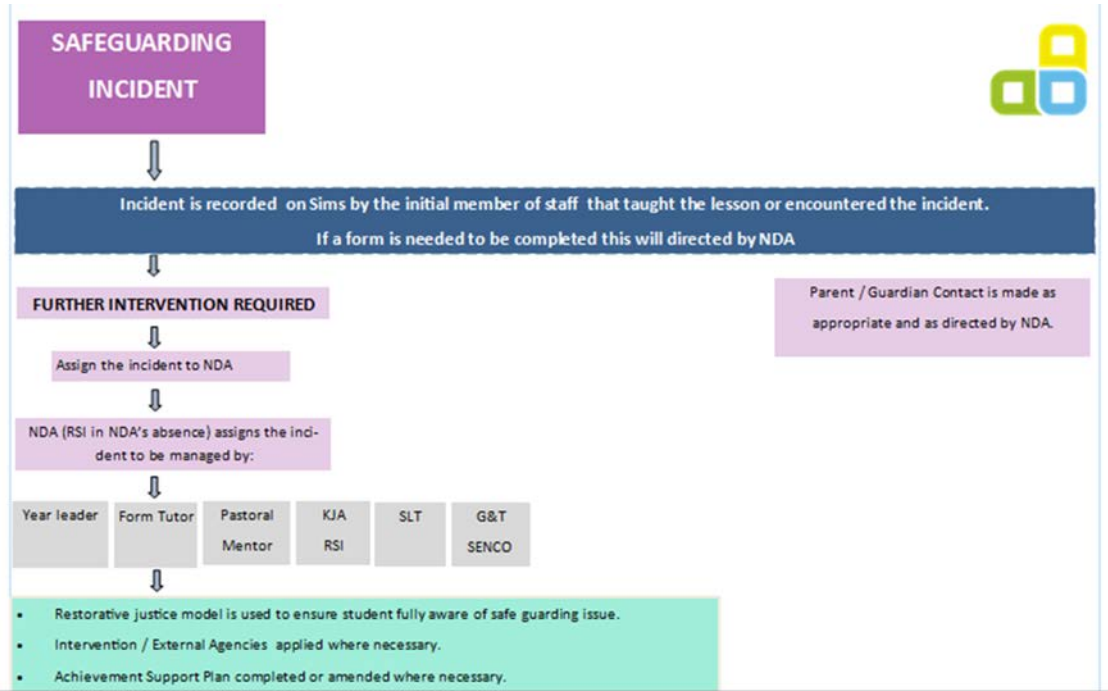 SAFEGUARDING
INCIDENT
Incident is recorded on Sims by the initial member of staff that taught the lesson or encountered the incident.
If a form is needed to be completed this will directed by NDA
FURTHER INTERVENTION REQUIRED
Parent / Guardian Contact is made as
appropriate and as directed by NDA.
Assign the incident to NDA
NDA (RSI in NDA's absence) assigns the inci-
dent to be managed by:
Year leader
Form Tutor
Pastoral
Mentor
KJA
RSI
SLT
G&T
SENCO
• Restorative justice model is used to ensure student fully aware of safe guarding issue.
• Intervention / External Agencies applied where necessary.
• Achievement Support Plan completed or amended where necessary.